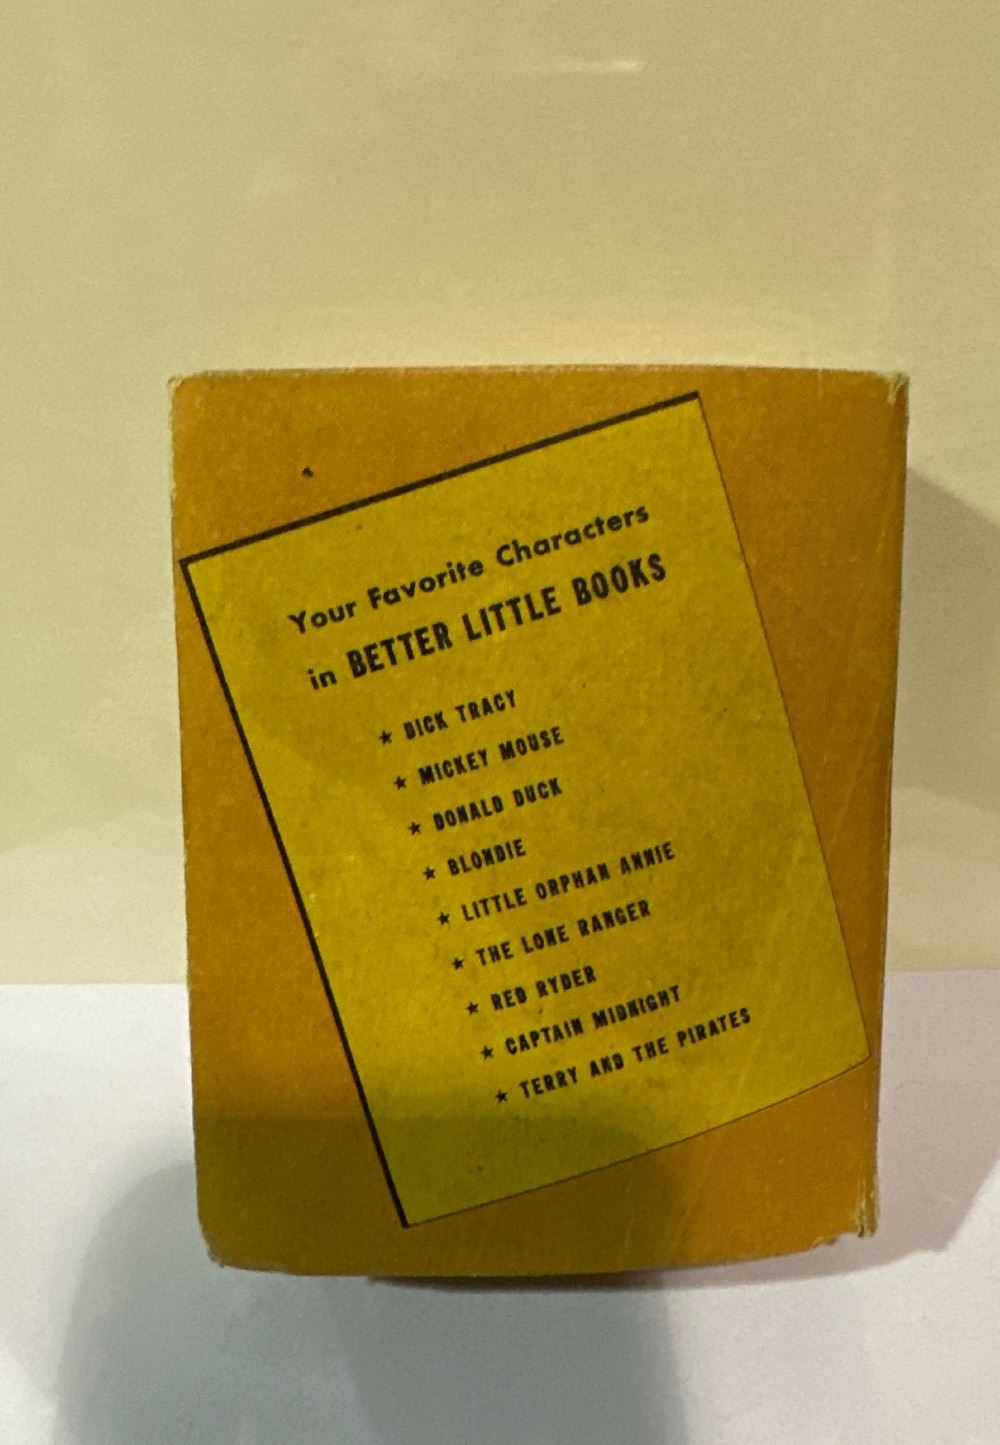 Your Favorite Characters
in BETTER LITTLE BOOKS
★ DICK TRACY
★ MICKEY MOUSE
★ DONALD DUCK
★ BLONDIE
★ LITTLE ORPHAN ANNIE
★ THE LONE RANGER
★ RED RYDER
★ CAPTAIN MIDNIGHT
★ TERRY AND THE PIRATES